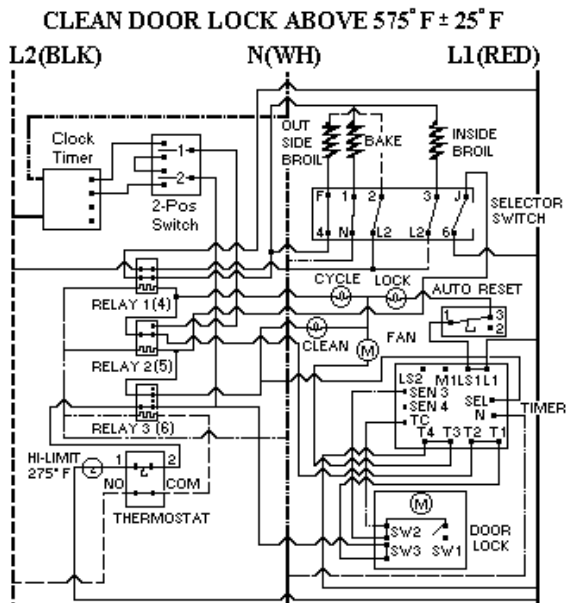 CLEAN DOOR LOCK ABOVE 575°F ± 25°F
L2(BLK) N(WH) L1(RED)
Clock
Timer
1
2
2-Pos
Switch
OUT
SIDE
BROIL
BAKE
INSIDE
BROIL
F 1 2 3 J
4 N L2 L2 6
SELECTOR
SWITCH
RELAY 1(4)
CYCLE LOCK
AUTO RESET
1 3
2
RELAY 2(5)
CLEAN
FAN
M
LS2 M1 LS1 L1
SEN 3
SEN 4
SEL
N
TC
T4 T3 T2 T1
TIMER
RELAY 3 (6)
HI-LIMIT
275° F
1 2
NO COM
THERMOSTAT
M
SW2
SW3 SW1
DOOR
LOCK